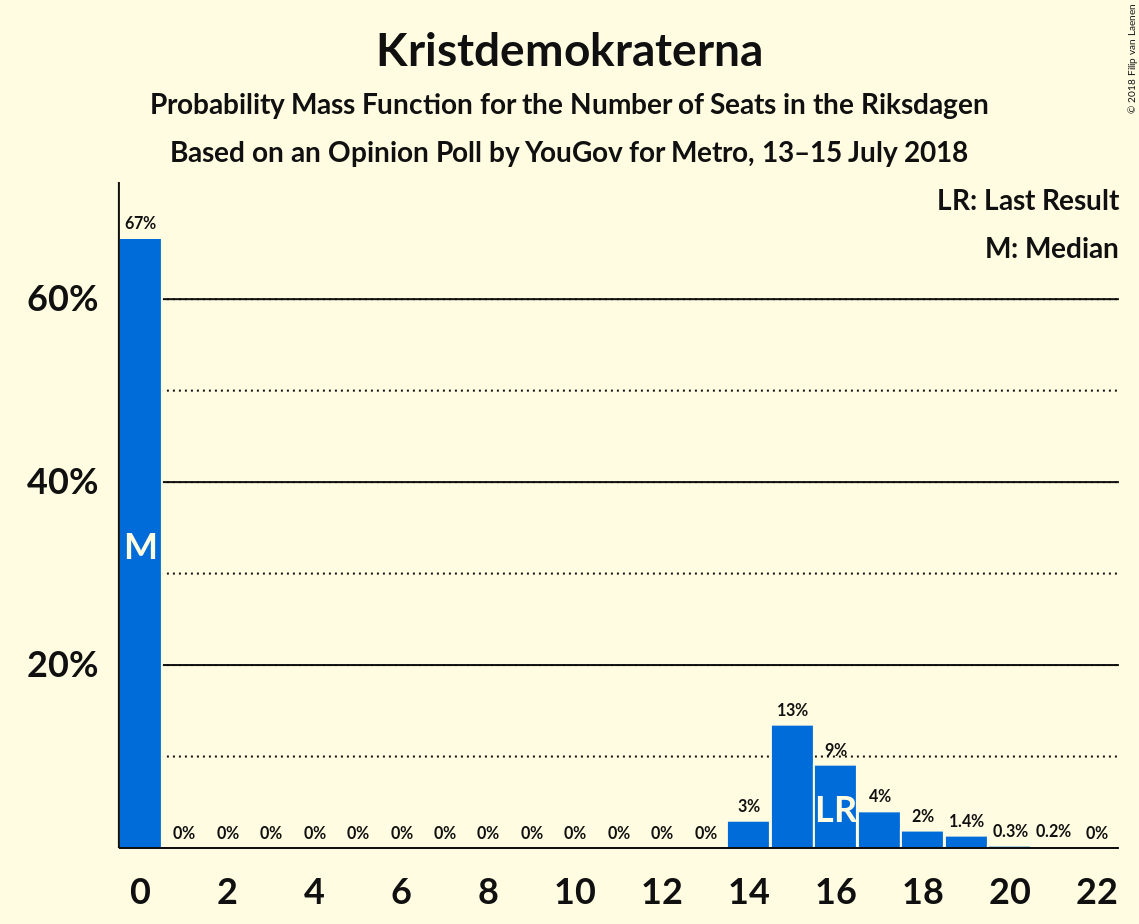 Kristdemokraterna
Probability Mass Function for the Number of Seats in the Riksdagen
Based on an Opinion Poll by YouGov for Metro, 13–15 July 2018
© 2018 Filip van Laenen
LR: Last Result
M: Median
67%
60%
40%
M
20%
13%
9%
LR
4%
3%
2%
1.4%
0.3%
0.2%
0% 0% 0% 0% 0% 0% 0% 0% 0% 0% 0% 0% 0% 0%
0 2 4 6 8 10 12 14 16 18 20 22